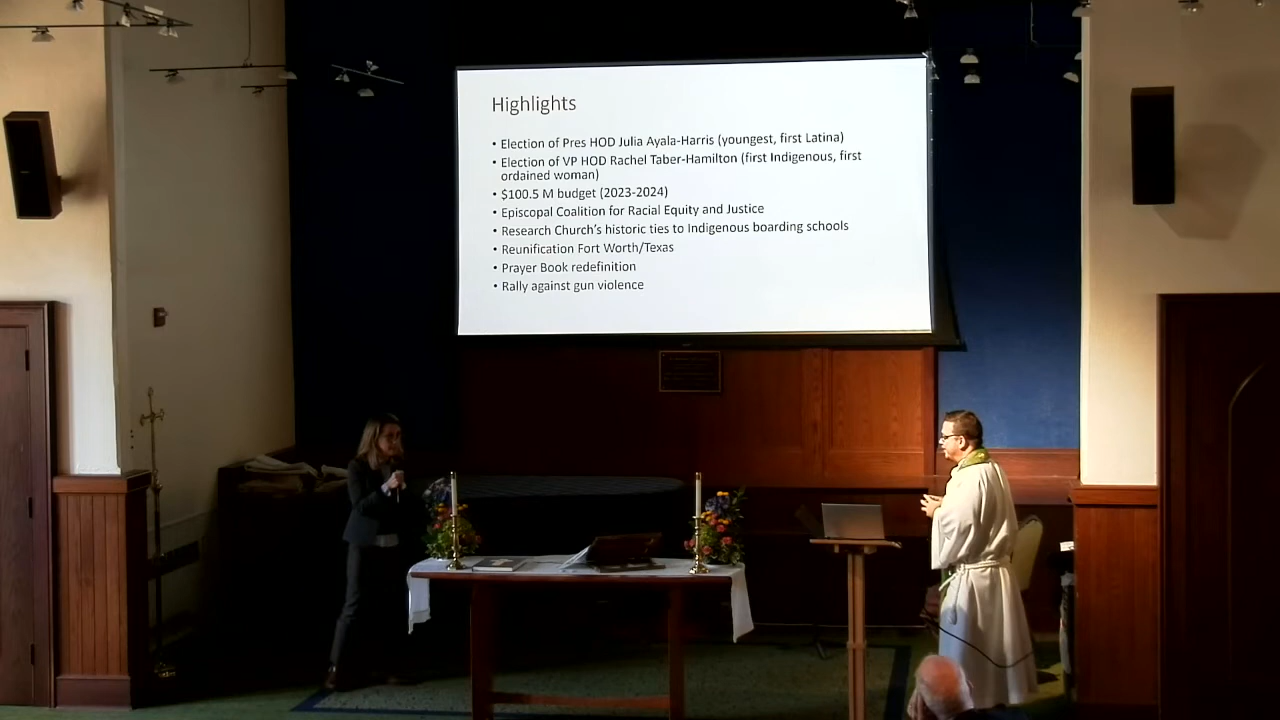 Highlights
• Election of Pres HOD Julia Ayala-Harris (youngest, first Latina)
• Election of VP HOD Rachel Taber-Hamilton (first Indigenous, first
ordained woman)
• $100.5 M budget (2023-2024)
• Episcopal Coalition for Racial Equity and Justice
• Research Church's historic ties to Indigenous boarding schools
• Reunification Fort Worth/Texas
• Prayer Book redefinition
• Rally against gun violence